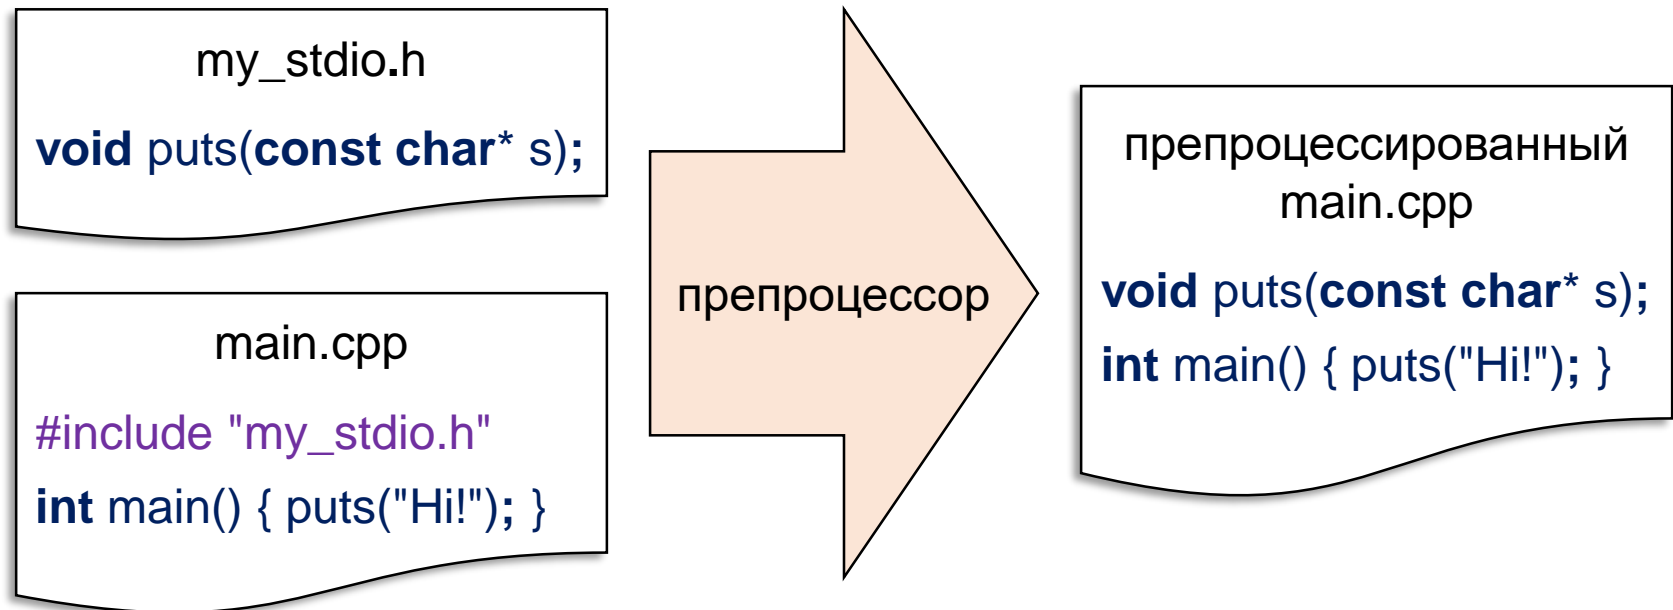 my_stdio.h
void puts(const char* s);
main.cpp
#include "my_stdio.h"
int main() { puts("Hi!"); }
препроцессор
препроцессированный
main.cpp
void puts(const char* s);
int main() { puts("Hi!"); }